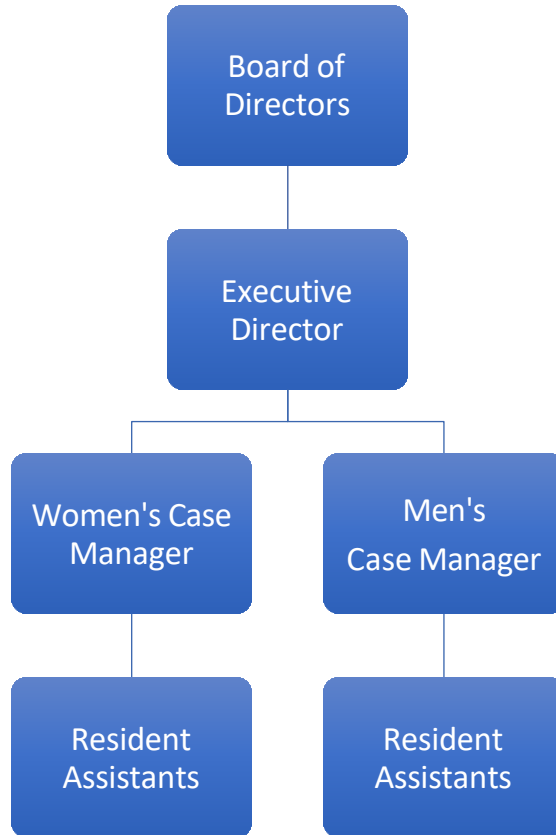 Board of
Directors
Executive
Director
Women's Case
Manager
Men's
Case Manager
Resident
Assistants
Resident
Assistants